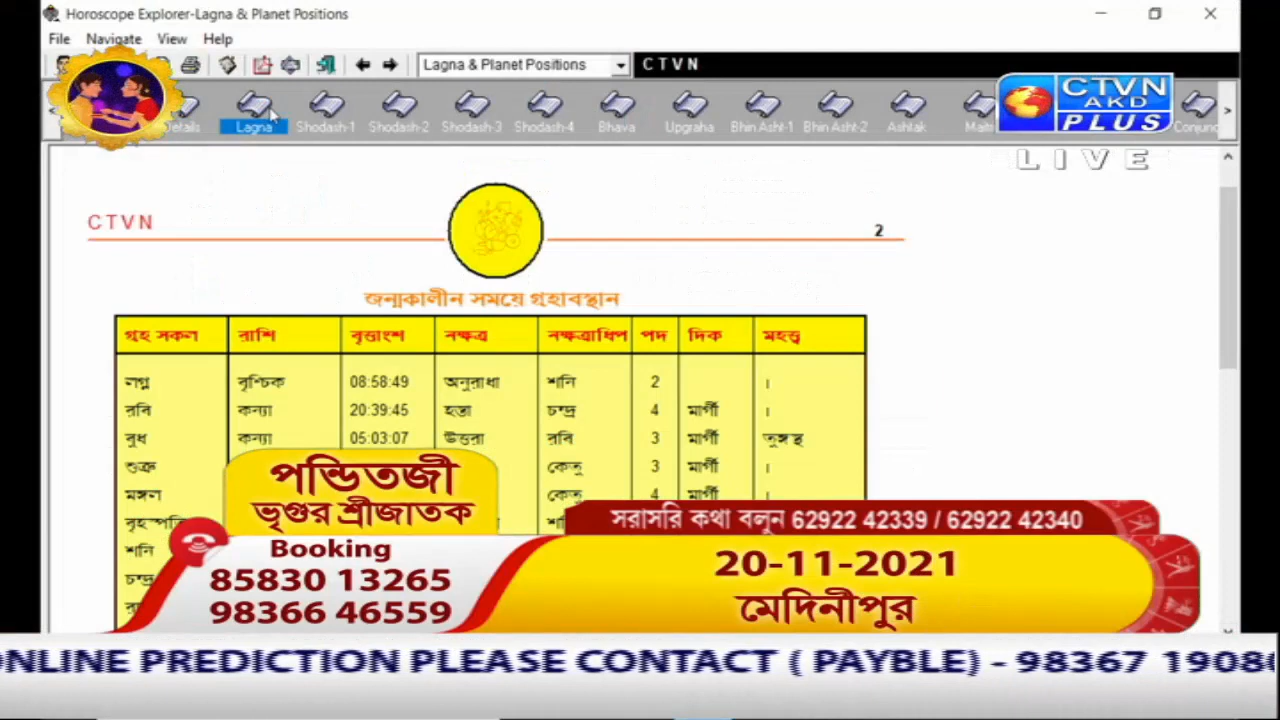 Horoscope Explorer-Lagna & Planet Positions
File Navigate View Help
Lagna & Planet Positions CTVN
Lagna Shodash-1 Shodash-2 Shodash-3 Shodash-4 Bhava Upgraha Bhin.Asht-1 Bhin.Asht-2 Ashtak
CTVN
AKD
PLUS
LIVE
CTVN 2
জন্মকালীন সময়ে গ্রহাবস্থান
গ্রহ সকল রাশি বৃত্তাংশ নক্ষত্র নক্ষত্রাধিপ পদ দিক মহত্ত্ব
লগ্ন বৃশ্চিক 08:58:49 অনুরাধা শনি 2 ।
রবি কন্যা 20:39:45 হস্তা চন্দ্র 4 মার্গী ।
বুধ কন্যা 05:03:07 উত্তরা রবি 3 মার্গী তুঙ্গস্থ
শুক্র কেতু 3 মার্গী ।
মঙ্গল কেতু 4 মার্গী ।
শনি
চন্দ্র
পন্ডিতজী
ভৃগুর শ্রীজাতক
Booking
85830 13265
98366 46559
সরাসরি কথা বলুন 62922 42339 / 62922 42340
20-11-2021
মেদিনীপুর
NLINE PREDICTION PLEASE CONTACT ( PAYBLE) - 98367 1908